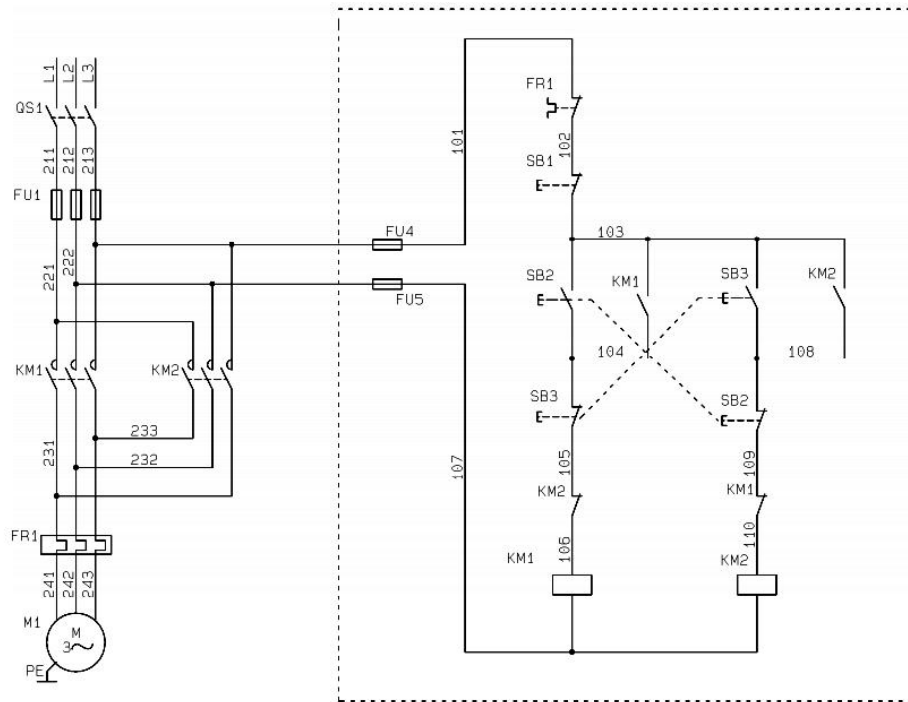 L1
L2
L3
QS1
211
212
213
FU1
221
222
KM1
KM2
233
232
231
FR1
241
242
243
M1
M
3
PE
FU4
FU5
101
107
FR1
102
SB1
103
SB2
KM1
SB3
KM2
104
108
SB3
SB2
105
109
KM2
KM1
106
110
KM1
KM2